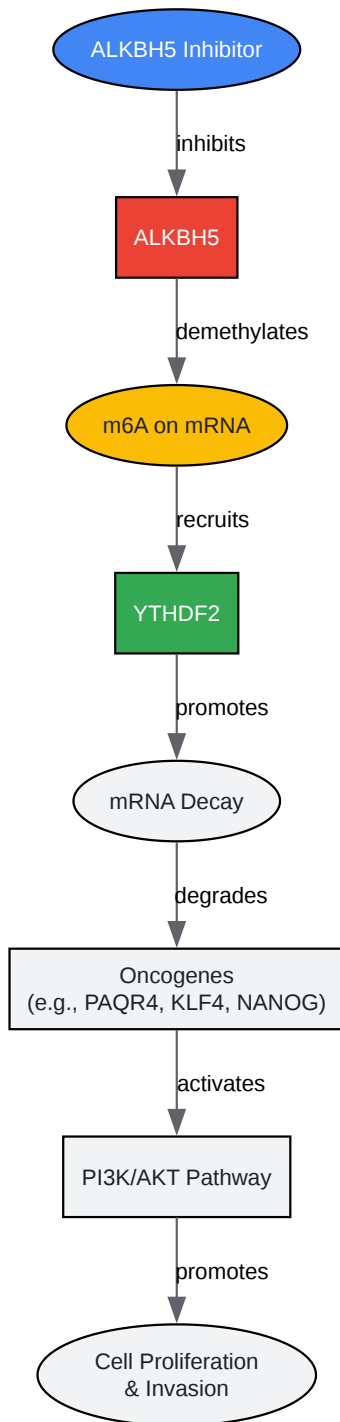 ALKBH5 Inhibitor
inhibits
ALKBH5
demethylates
m6A on mRNA
recruits
YTHDF2
promotes
mRNA Decay
degrades
Oncogenes
(e.g., PAQR4, KLF4, NANOG)
activates
PI3K/AKT Pathway
promotes
Cell Proliferation
& Invasion